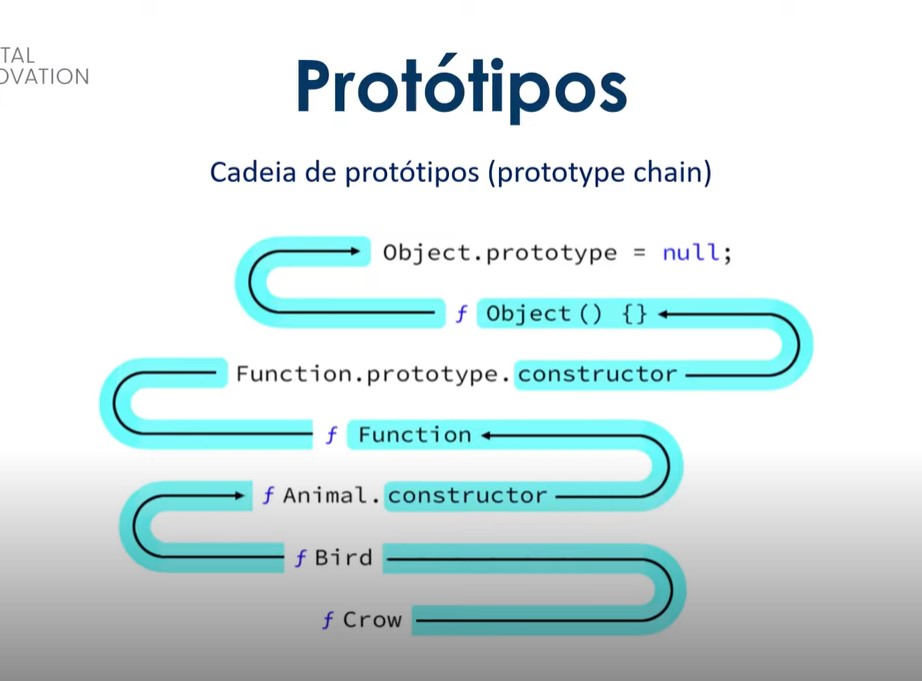 TAL
OVATION
Protótipos
Cadeia de protótipos (prototype chain)
Object.prototype = null;
f Object() {}
Function.prototype.constructor
f Function
f Animal.constructor
f Bird
f Crow